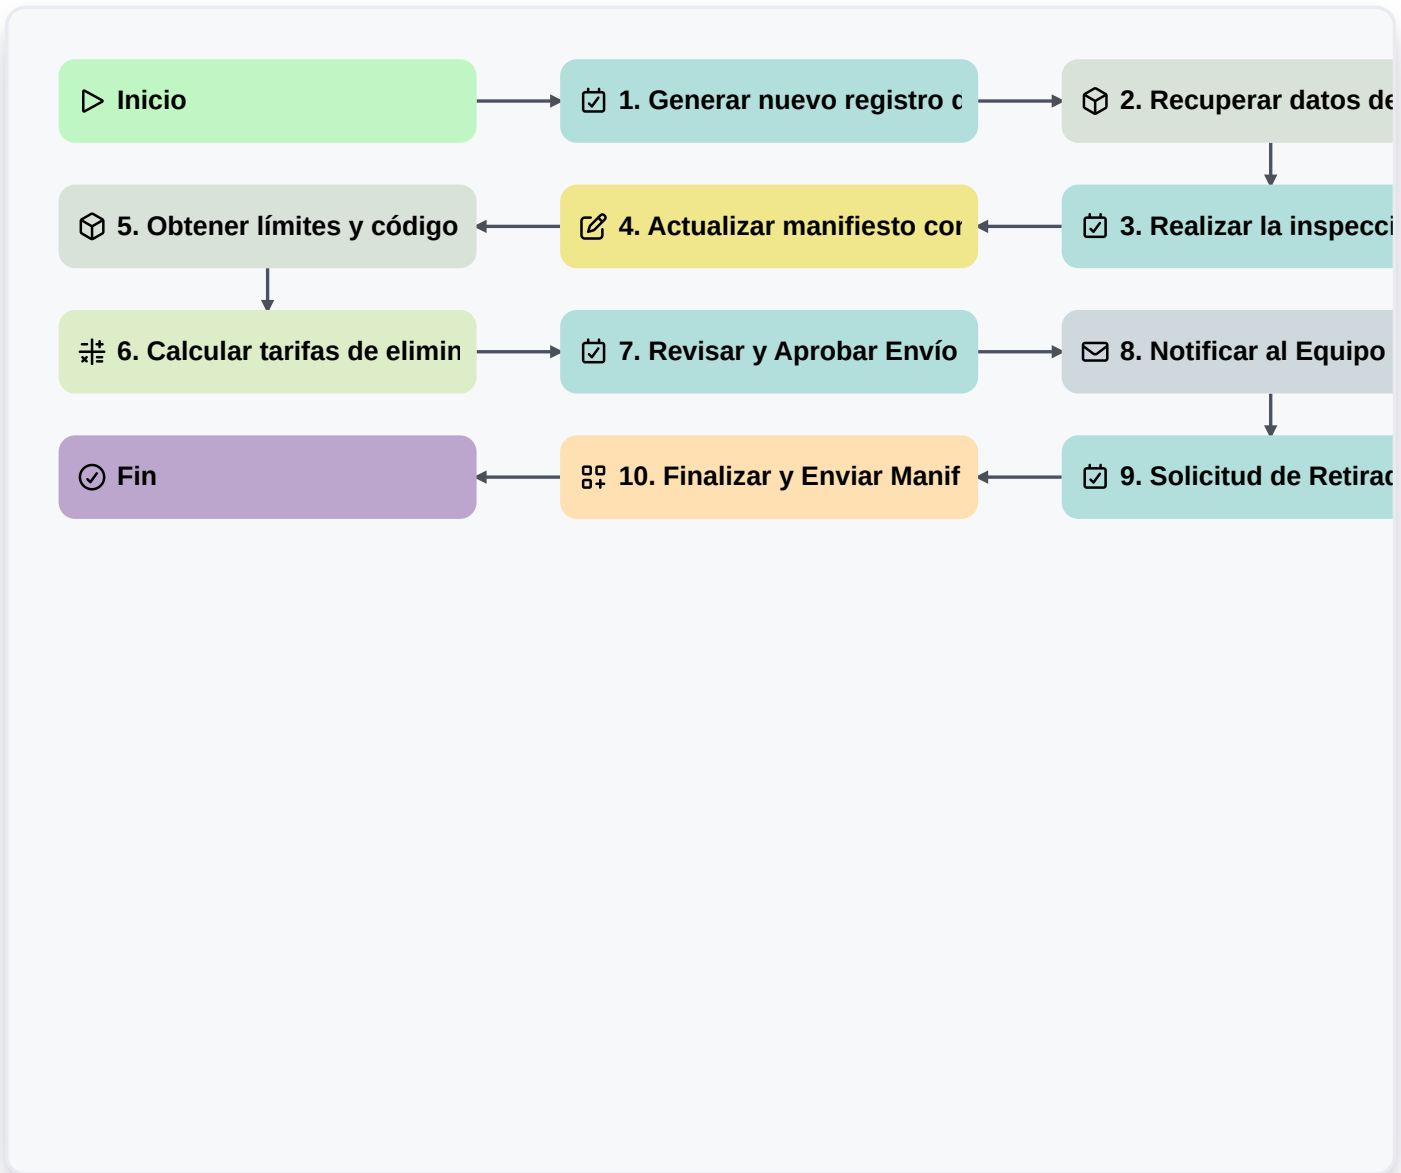 Inicio
1. Generar nuevo registro
2. Recuperar datos de
5. Obtener límites y código
4. Actualizar manifiesto
3. Realizar la
6. Calcular tarifas de
7. Revisar y Aprobar Envío
8. Notificar al Equipo
Fin
10. Finalizar y Enviar
9. Solicitud de